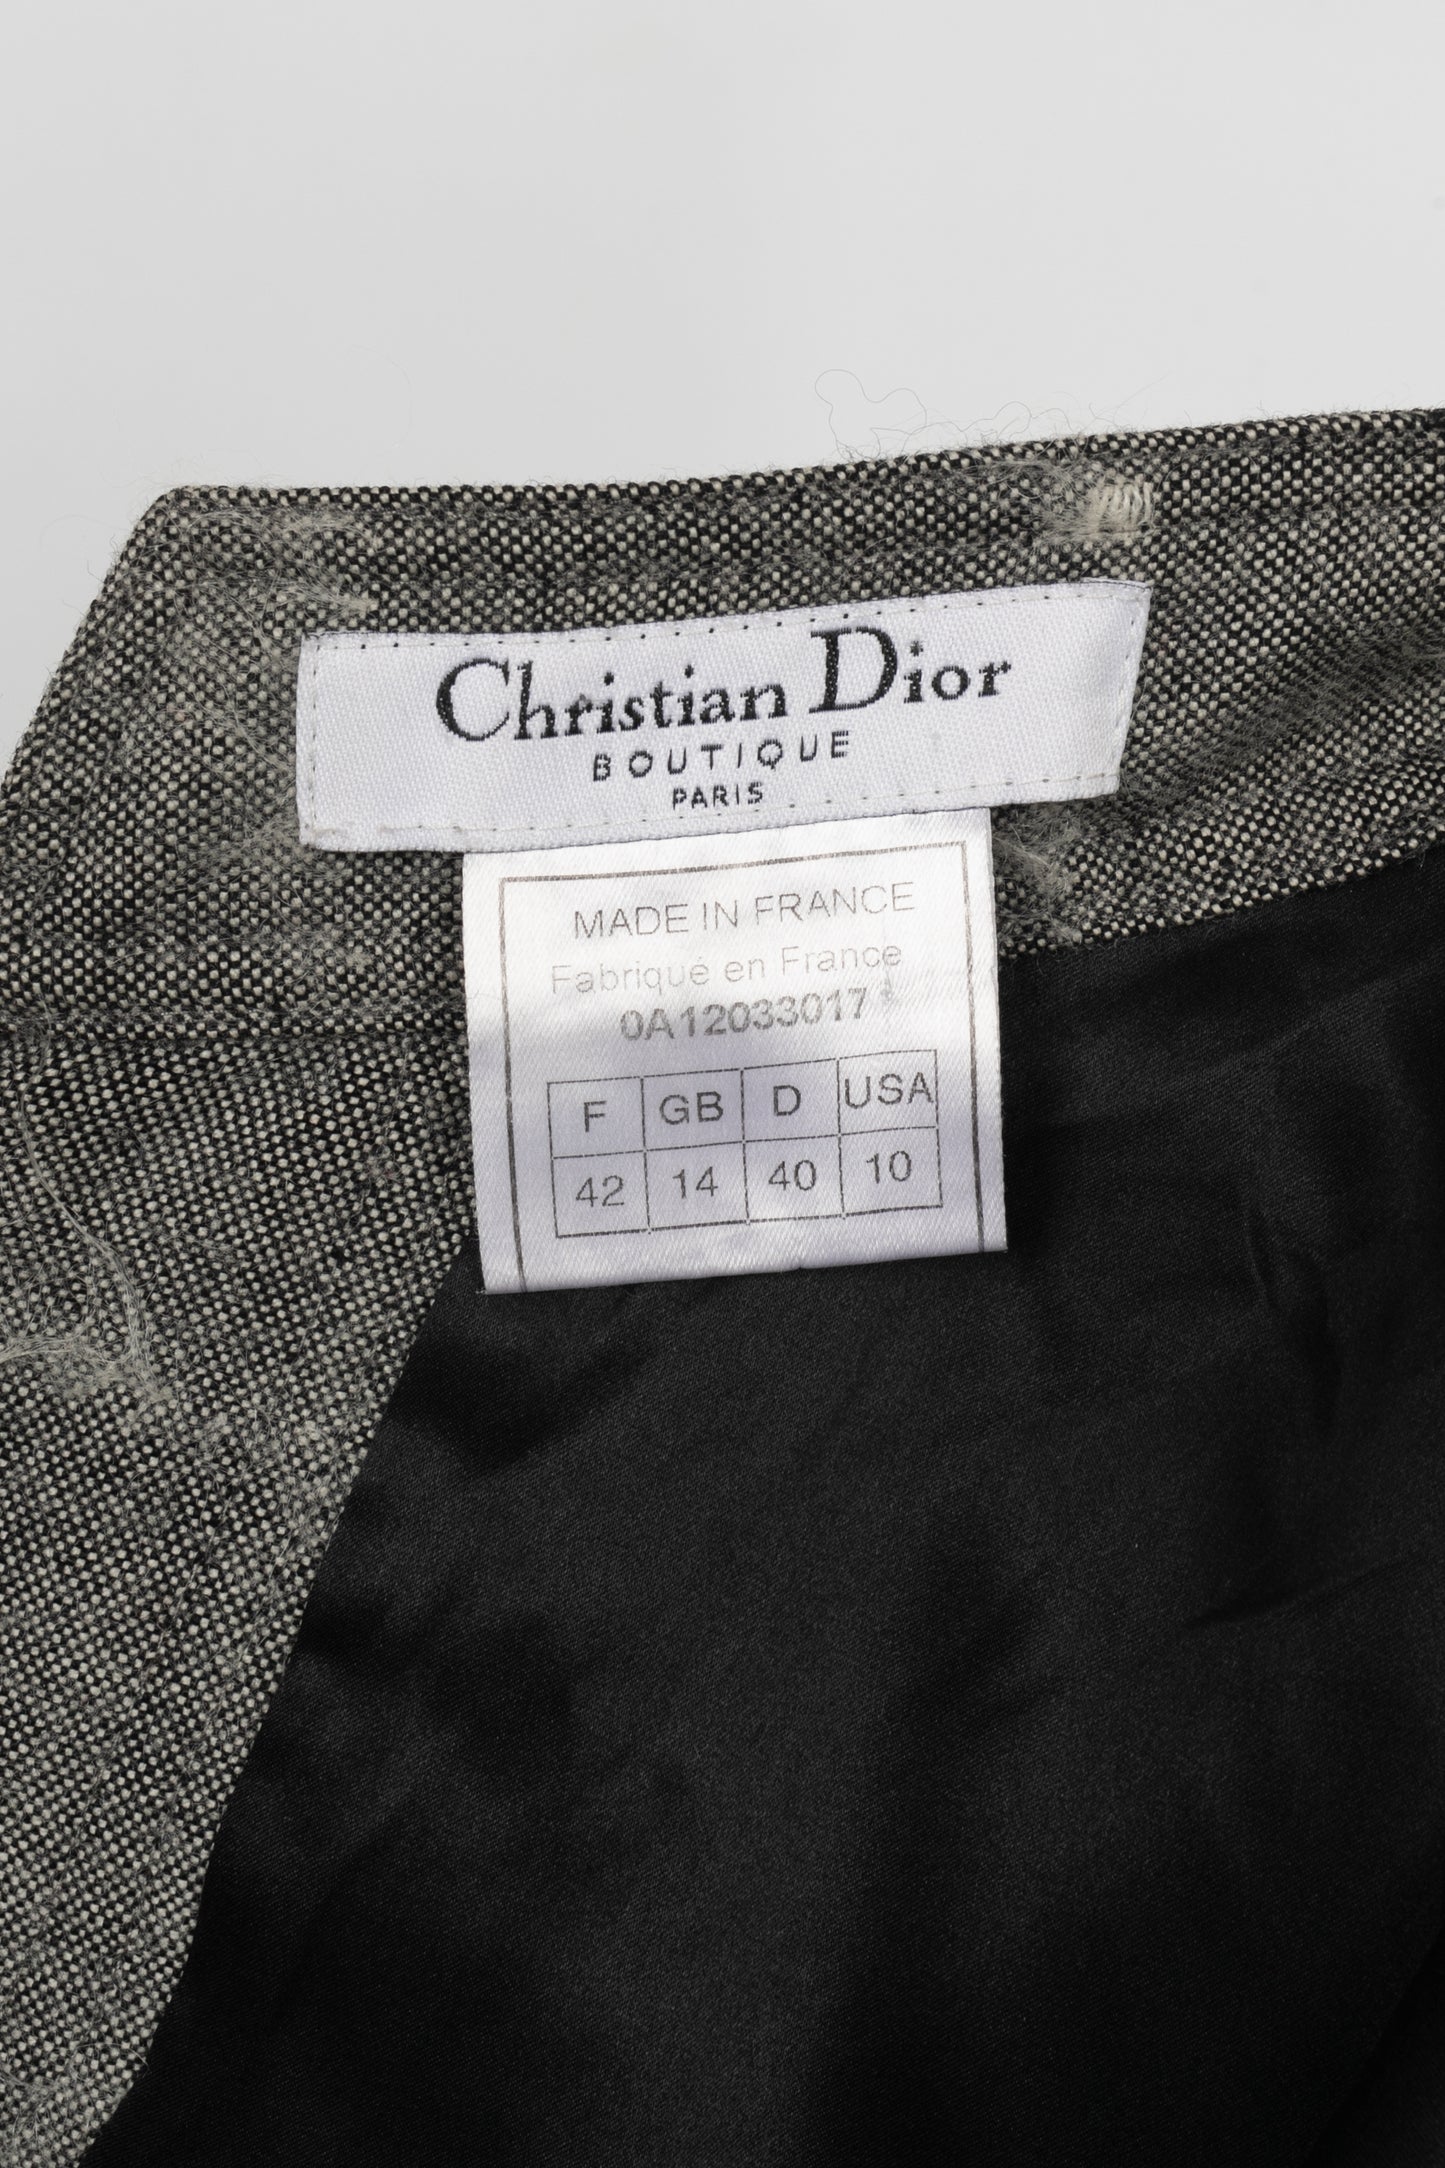 Christian Dior
BOUTIQUE
PARIS
MADE IN FRANCE
Fabriqué en France
0A12033017
F GB D USA
42 14 40 10